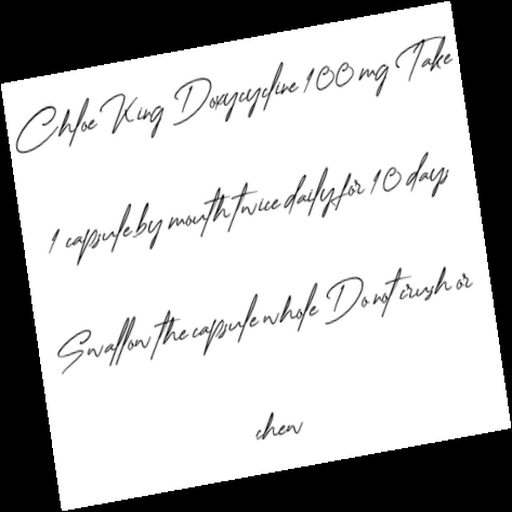 Chloe King Doxycycline 100 mg Take
1 capsule by mouth twice daily for 10 days
Swallow the capsule whole Do not crush or
chew